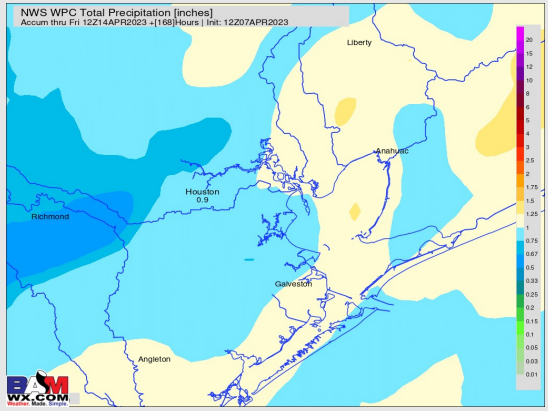 NWS WPC Total Precipitation [inches]
Accum thru Fri 12Z14APR2023 +[168]Hours | Init: 12Z07APR2023
Liberty
Anahuac
Houston
0.9
Richmond
Galveston
Angleton
20
15
12
10
8
6
5
4
3
2.5
2
1.75
1.5
1.25
1
0.75
0.67
0.5
0.33
0.25
0.2
0.15
0.1
0.05
0.03
0.01
BAM
WX.COM
Weather. Made. Simple.